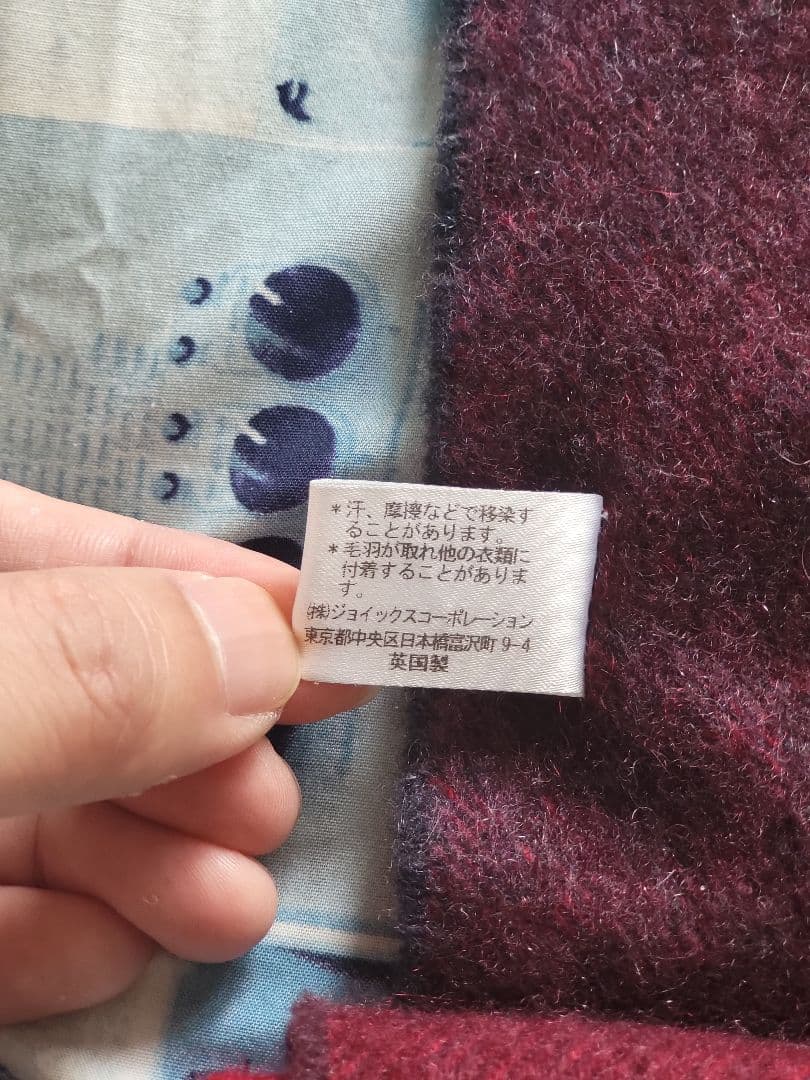 *汗、摩擦などで移染す
ることがあります。
*毛羽が取れ他の衣類に
付着することがありま
す。
㈱ジョイックスコーポレーション
東京都中央区日本橋富沢町 9-4
英国製